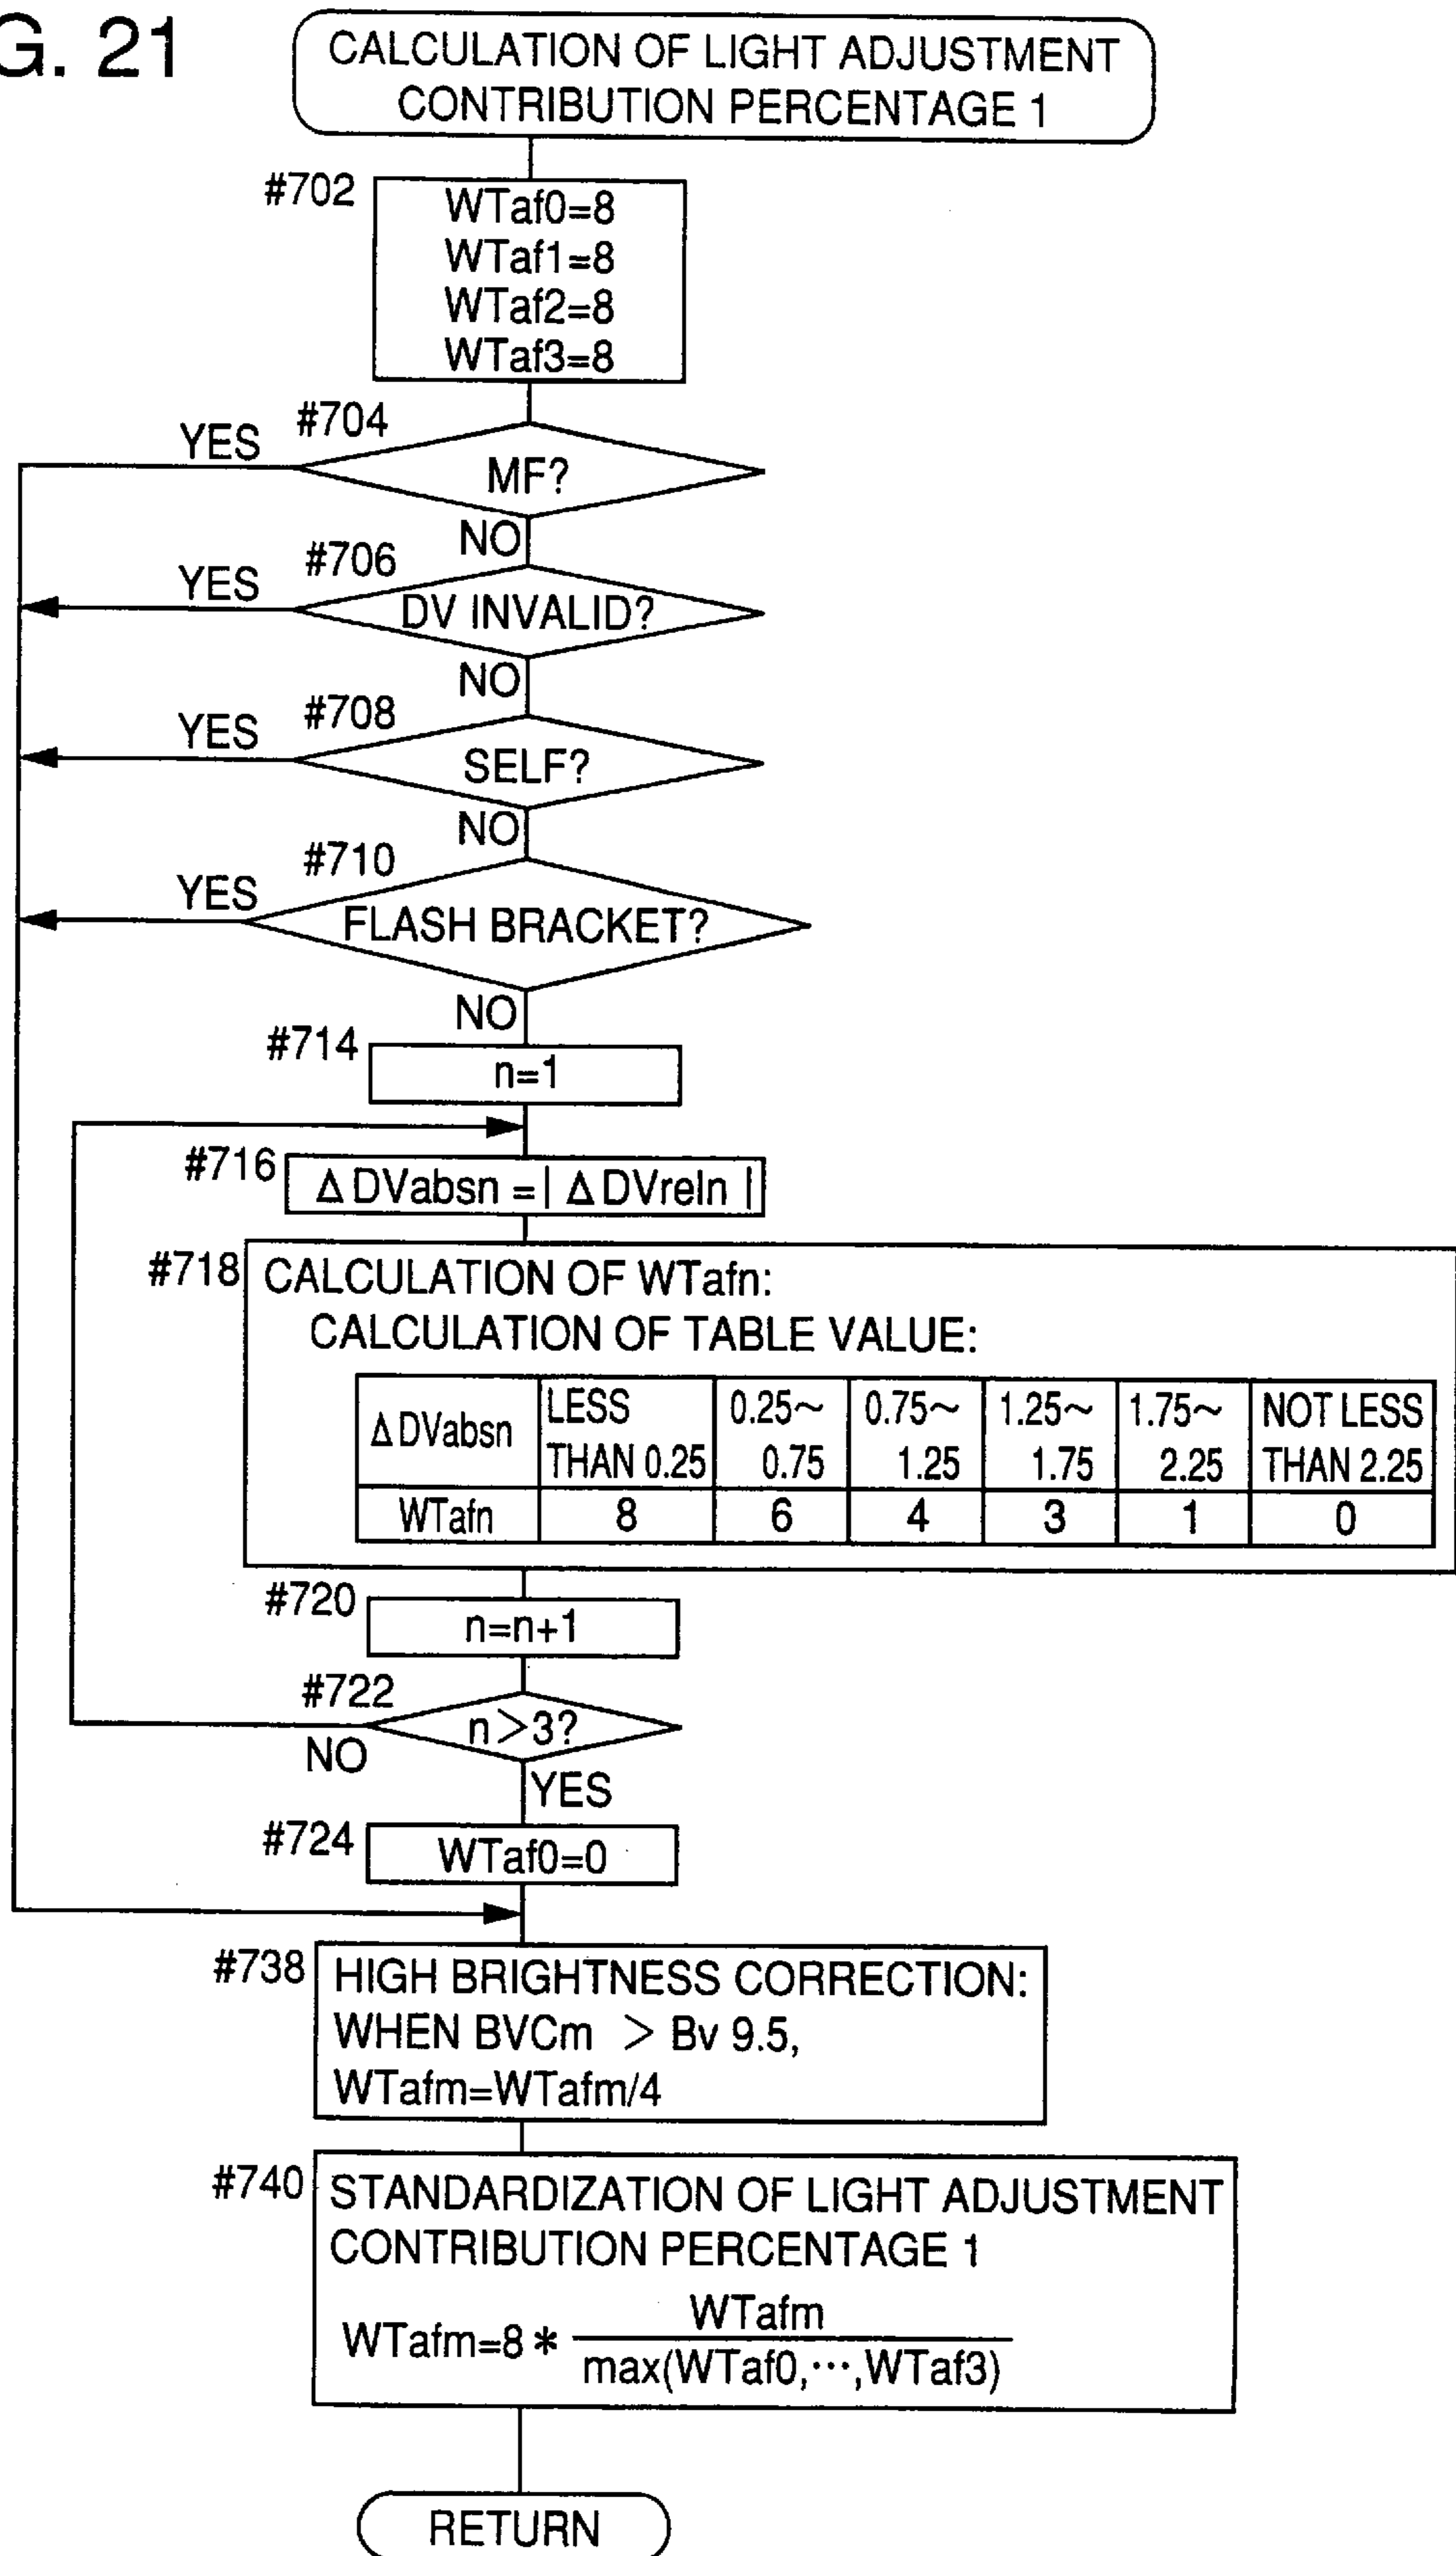 G. 21
CALCULATION OF LIGHT ADJUSTMENT
CONTRIBUTION PERCENTAGE 1
#702
WTaf0=8
WTaf1=8
WTaf2=8
WTaf3=8
#704
YES
MF?
NO
#706
YES
DV INVALID?
NO
#708
YES
SELF?
NO
#710
YES
FLASH BRACKET?
NO
#714
n=1
#716
Δ DVabsn =| Δ DVreln |
#718
CALCULATION OF WTafn:
CALCULATION OF TABLE VALUE:
Δ DVabsn
LESS
THAN 0.25
0.25~
0.75
0.75~
1.25
1.25~
1.75
1.75~
2.25
NOT LESS
THAN 2.25
WTafn 8 6 4 3 1 0
#720
n=n+1
#722
n>3?
NO
YES
#724
WTaf0=0
#738
HIGH BRIGHTNESS CORRECTION:
WHEN BVCm > Bv 9.5,
WTafm=WTafm/4
#740
STANDARDIZATION OF LIGHT ADJUSTMENT
CONTRIBUTION PERCENTAGE 1
WTafm=8* WTafm
max(WTaf0,···,WTaf3)
RETURN